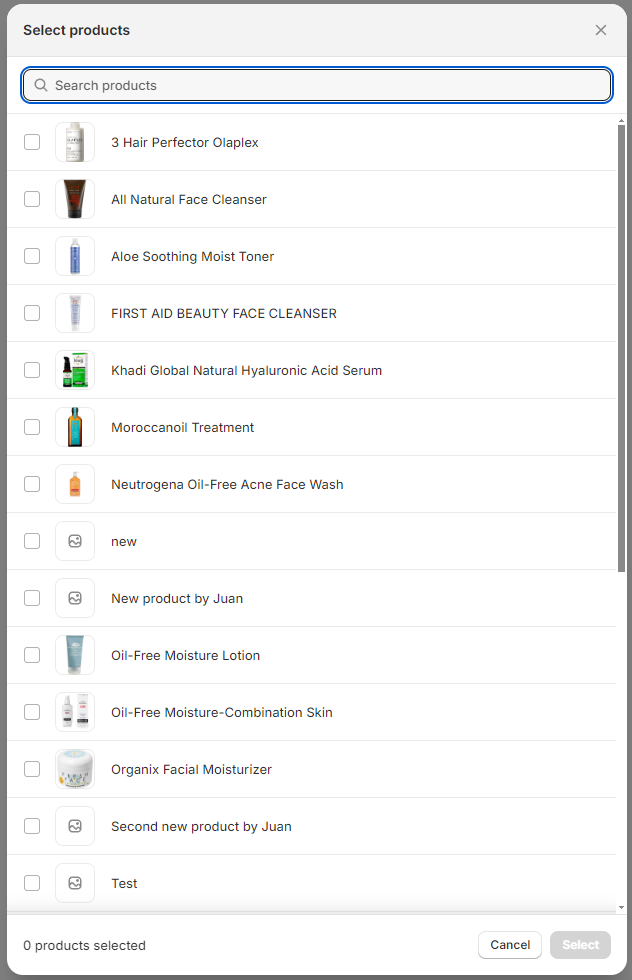 Select products
Search products
3 Hair Perfector Olaplex
All Natural Face Cleanser
Aloe Soothing Moist Toner
FIRST AID BEAUTY FACE CLEANSER
Khadi Global Natural Hyaluronic Acid Serum
Moroccanoil Treatment
Neutrogena Oil-Free Acne Face Wash
new
New product by Juan
Oil-Free Moisture Lotion
Oil-Free Moisture-Combination Skin
Organix Facial Moisturizer
Second new product by Juan
Test
0 products selected
Cancel
Select